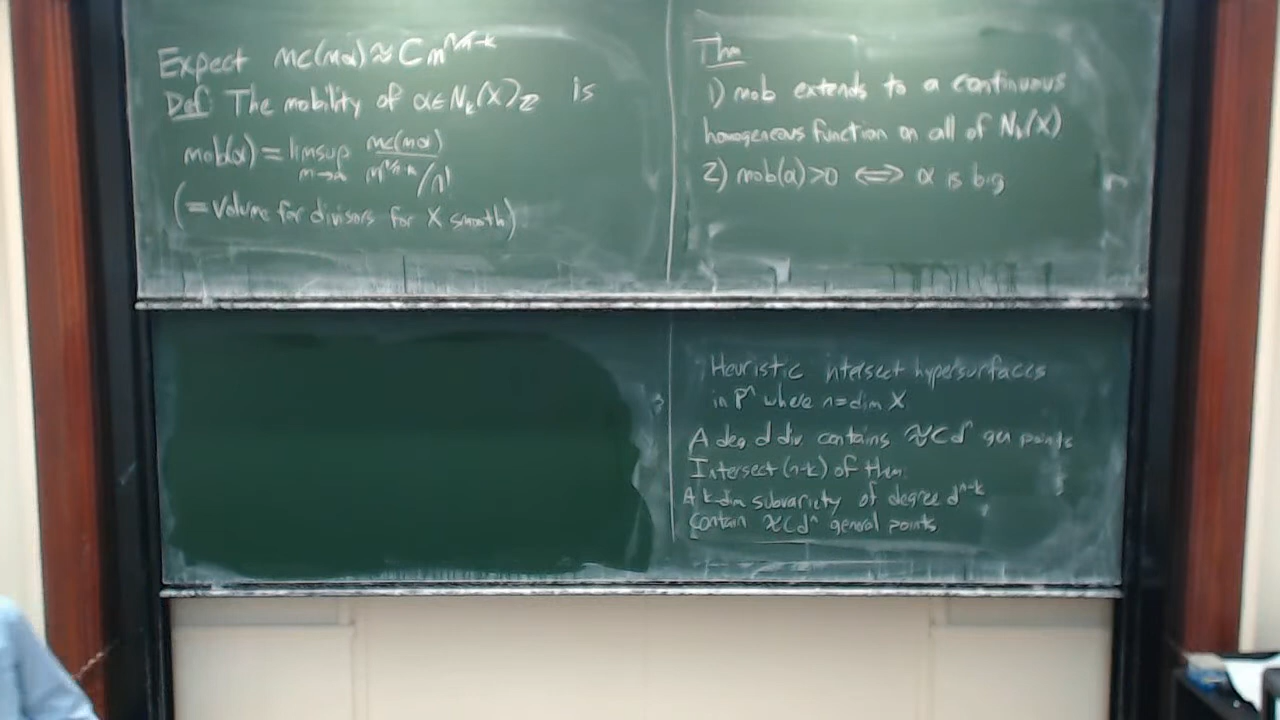 Expect mc(mα) ≈ C m^{n/n-k}
Def The mobility of α ∈ N_k(X)_ℤ is
mob(α) = limsup_{m→∞} mc(mα) / (m^{n/n-k}/n!)
(= volume for divisors for X smooth)
Thm
1) mob extends to a continuous
homogeneous function on all of N_k(X)
2) mob(α)>0 ⟺ α is big
Heuristic intersect hypersurfaces
in P^n where n=dim X
A deg d div contains ≈Cd^n gen points
Intersect (n-k) of them
A k-dim subvariety of degree d^{n-k}
contain ≈Cd^n general points